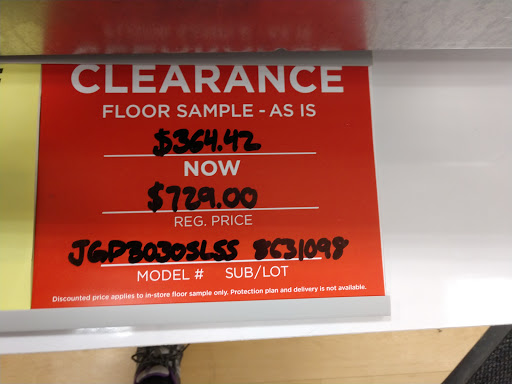 CLEARANCE
FLOOR SAMPLE - AS IS
$364.42
NOW
$729.00
REG. PRICE
JGP3030SLSS 8631098
MODEL # SUB/LOT
Discounted price applies to in-store floor sample only. Protection plan and delivery is not available.